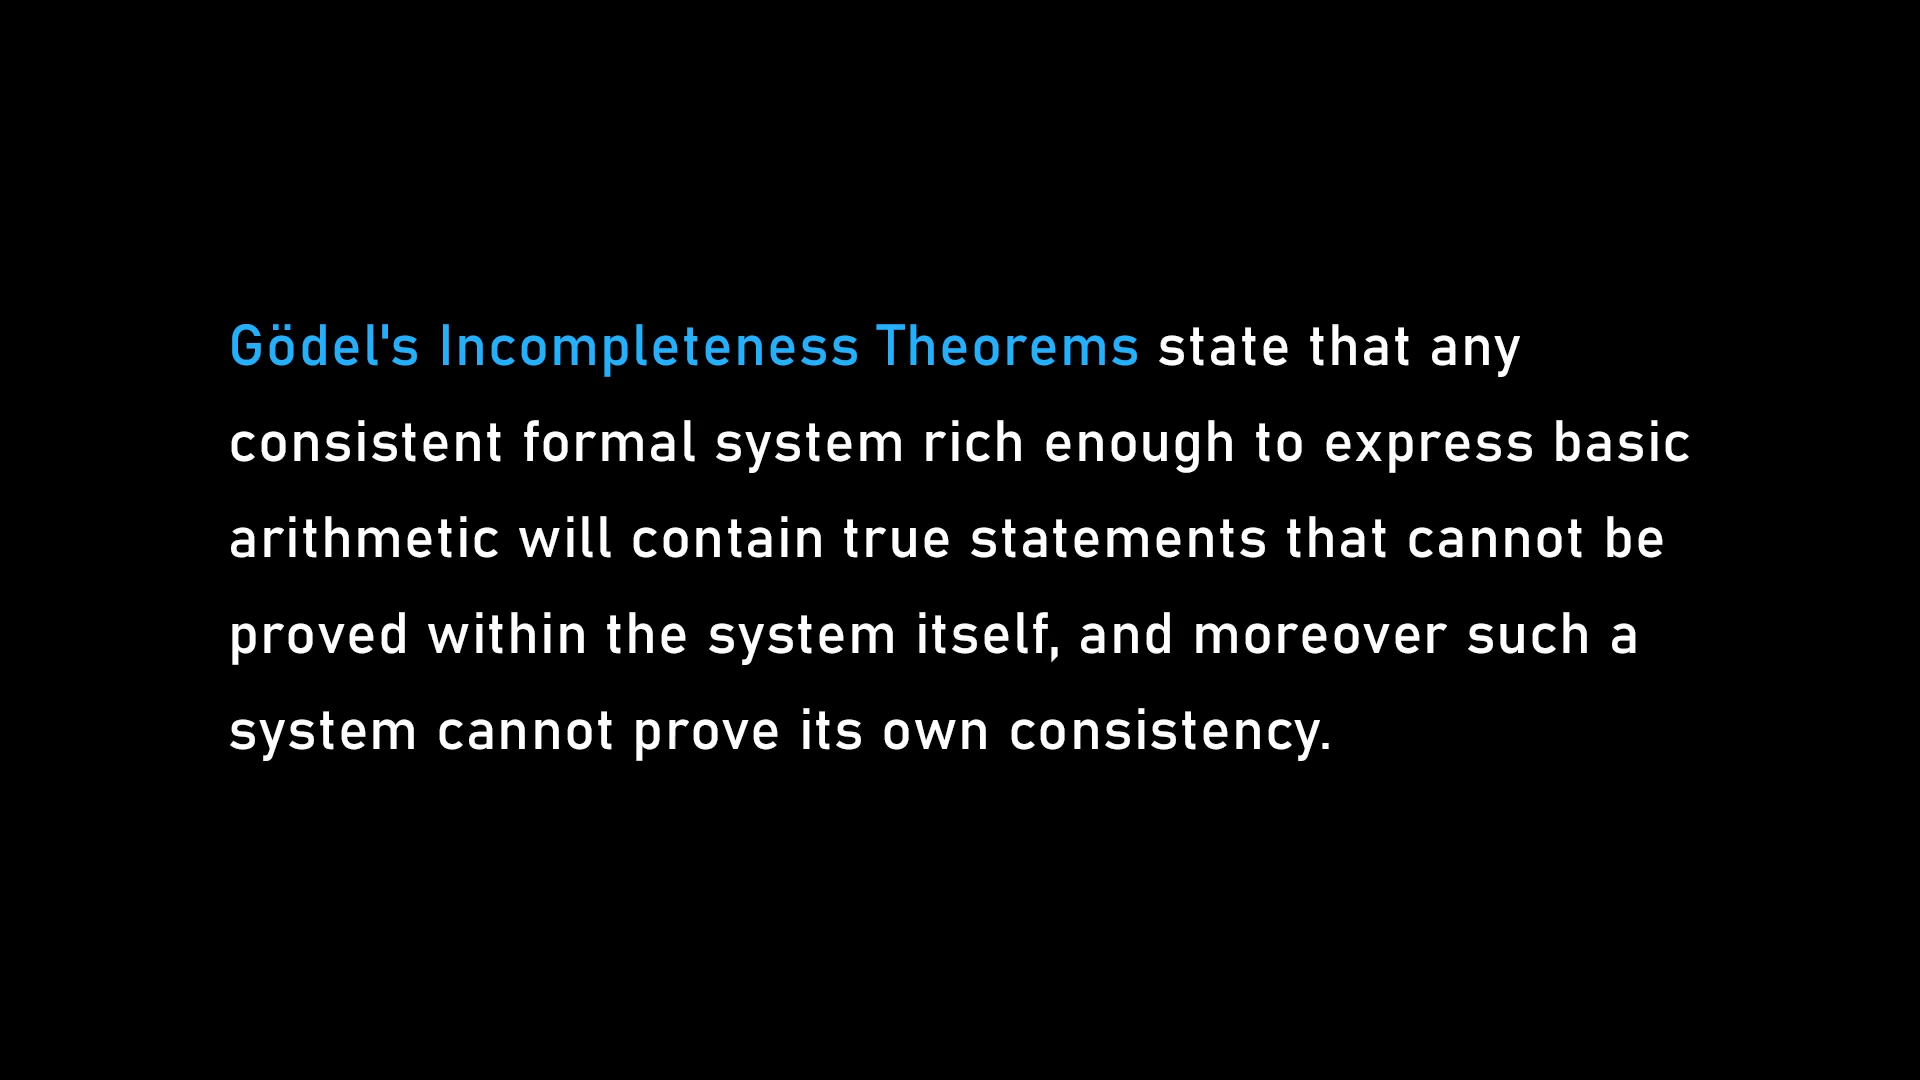 Gödel's Incompleteness Theorems state that any
consistent formal system rich enough to express basic
arithmetic will contain true statements that cannot be
proved within the system itself, and moreover such a
system cannot prove its own consistency.